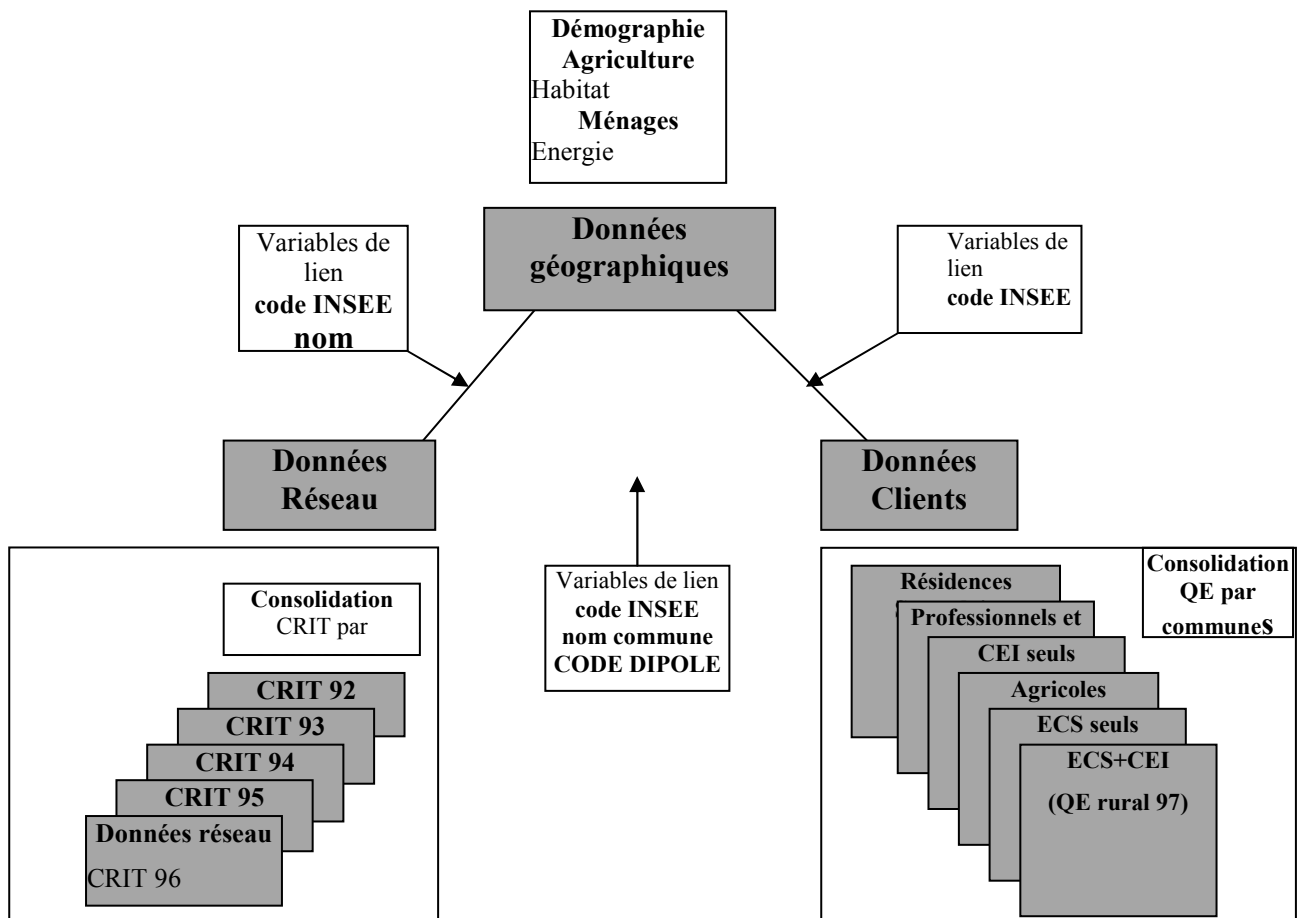 Démographie
Agriculture
Habitat
Ménages
Energie
Données
géographiques
Variables de
lien
code INSEE
nom
Variables de
lien
code INSEE
Données
Réseau
Données
Clients
Variables de lien
code INSEE
nom commune
CODE DIPOLE
Consolidation
CRIT par
CRIT 92
CRIT 93
CRIT 94
CRIT 95
Données réseau
CRIT 96
Consolidation
QE par
communes
Résidences
Professionnels et
CEI seuls
Agricoles
ECS seuls
ECS+CEI
(QE rural 97)